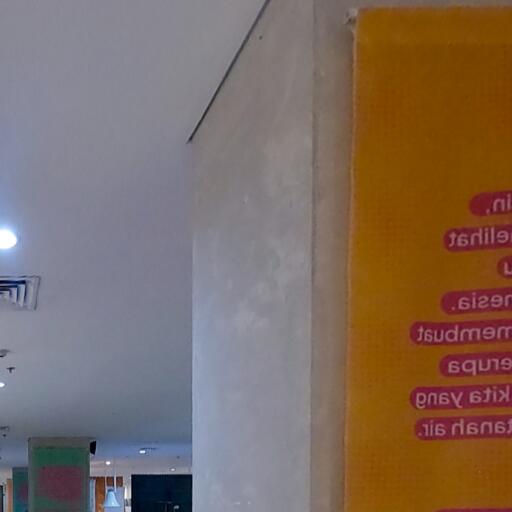 in,
elihat
u
nesia.
membuat
erupa
kita yang
tanah air.